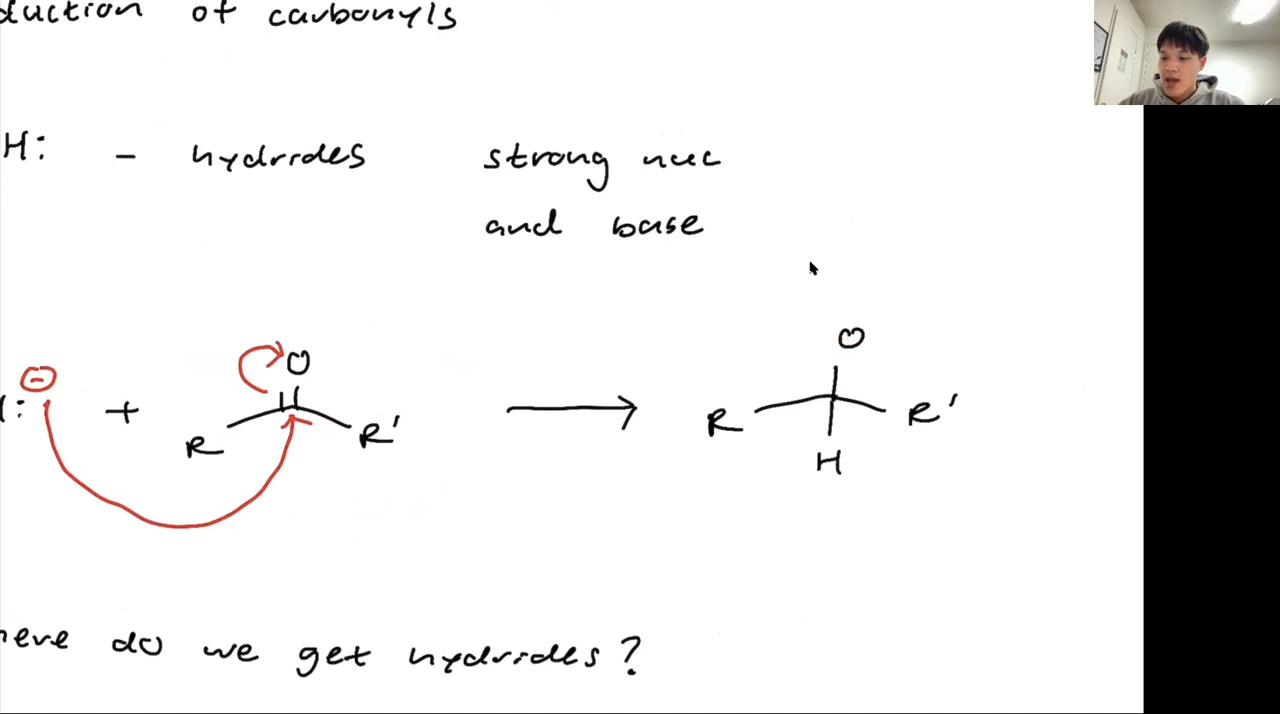 duction of carbonyls
H: - hydrides strong nuc
and base
⊖ O O
: + R R' ⟶ R R'
H
here do we get hydrides?